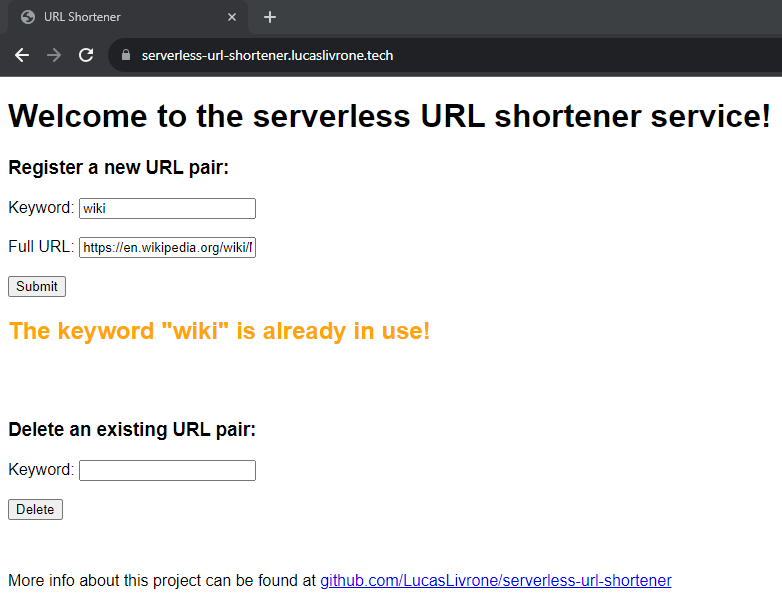 URL Shortener
serverless-url-shortener.lucaslivrone.tech
Welcome to the serverless URL shortener service!
Register a new URL pair:
Keyword: wiki
Full URL: https://en.wikipedia.org/wiki/
Submit
The keyword "wiki" is already in use!
Delete an existing URL pair:
Keyword:
Delete
More info about this project can be found at github.com/LucasLivrone/serverless-url-shortener